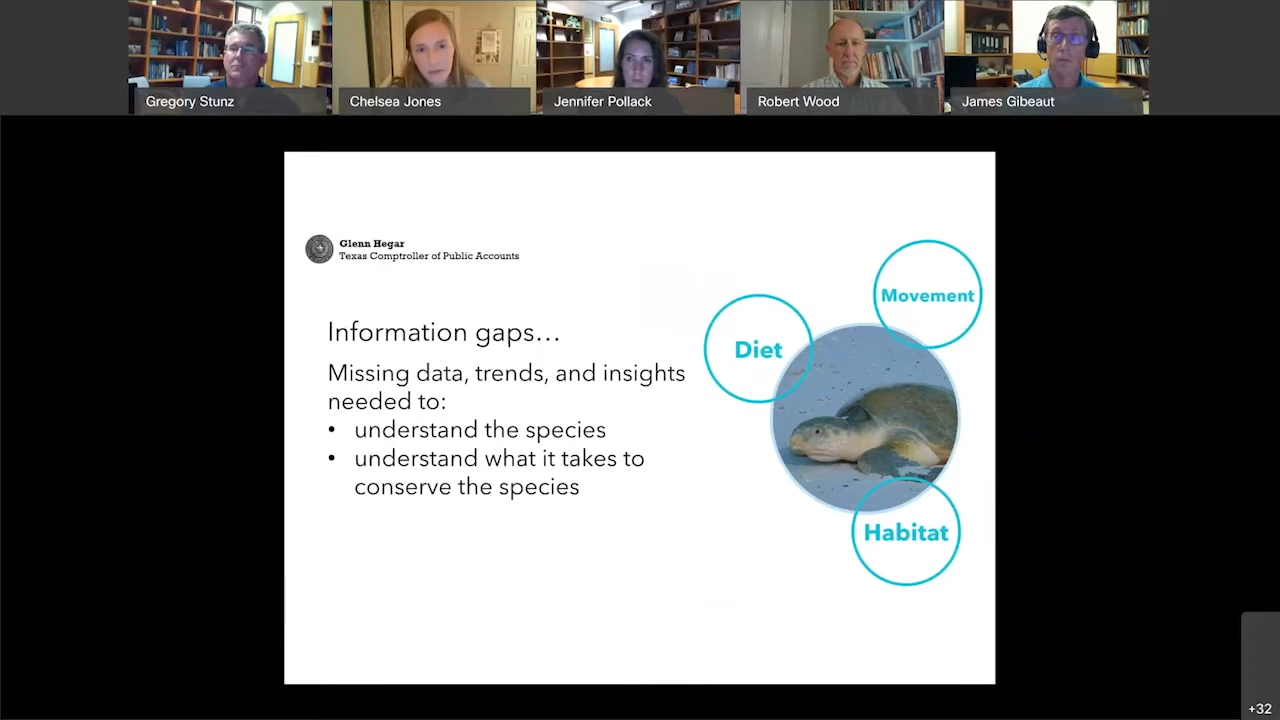 Gregory Stunz
Chelsea Jones
Jennifer Pollack
Robert Wood
James Gibeaut
Glenn Hegar
Texas Comptroller of Public Accounts
Information gaps…
Missing data, trends, and insights
needed to:
• understand the species
• understand what it takes to
conserve the species
Movement
Diet
Habitat
+32